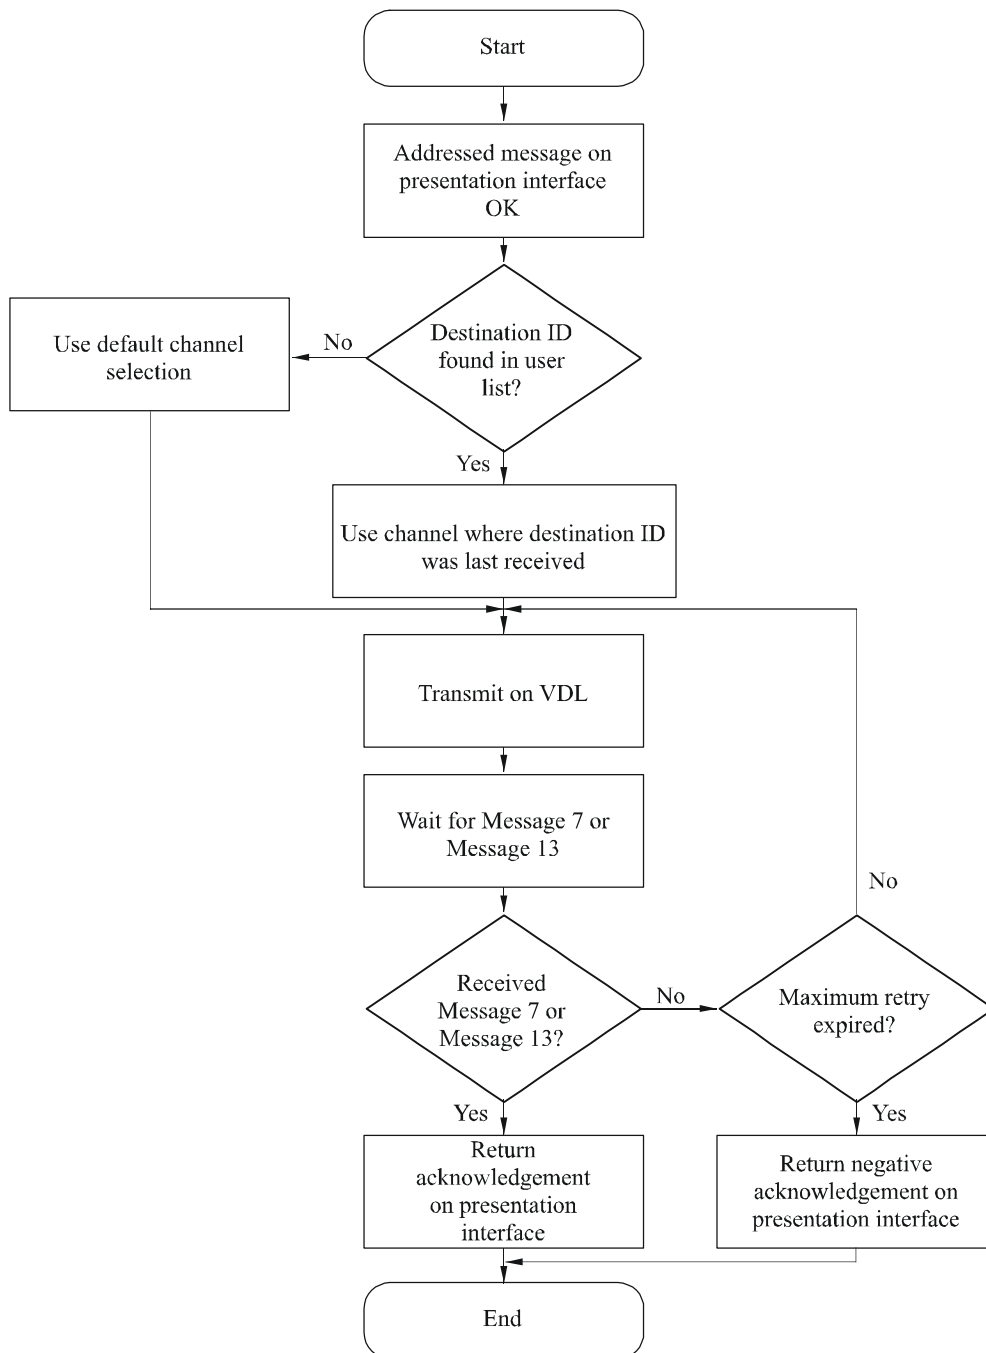 Start
Addressed message on
presentation interface
OK
Destination ID
found in user
list?
No
Use default channel
selection
Yes
Use channel where destination ID
was last received
Transmit on VDL
Wait for Message 7 or
Message 13
No
Received
Message 7 or
Message 13?
No
Maximum retry
expired?
Yes
Yes
Return
acknowledgement
on presentation
interface
Return negative
acknowledgement on
presentation interface
End